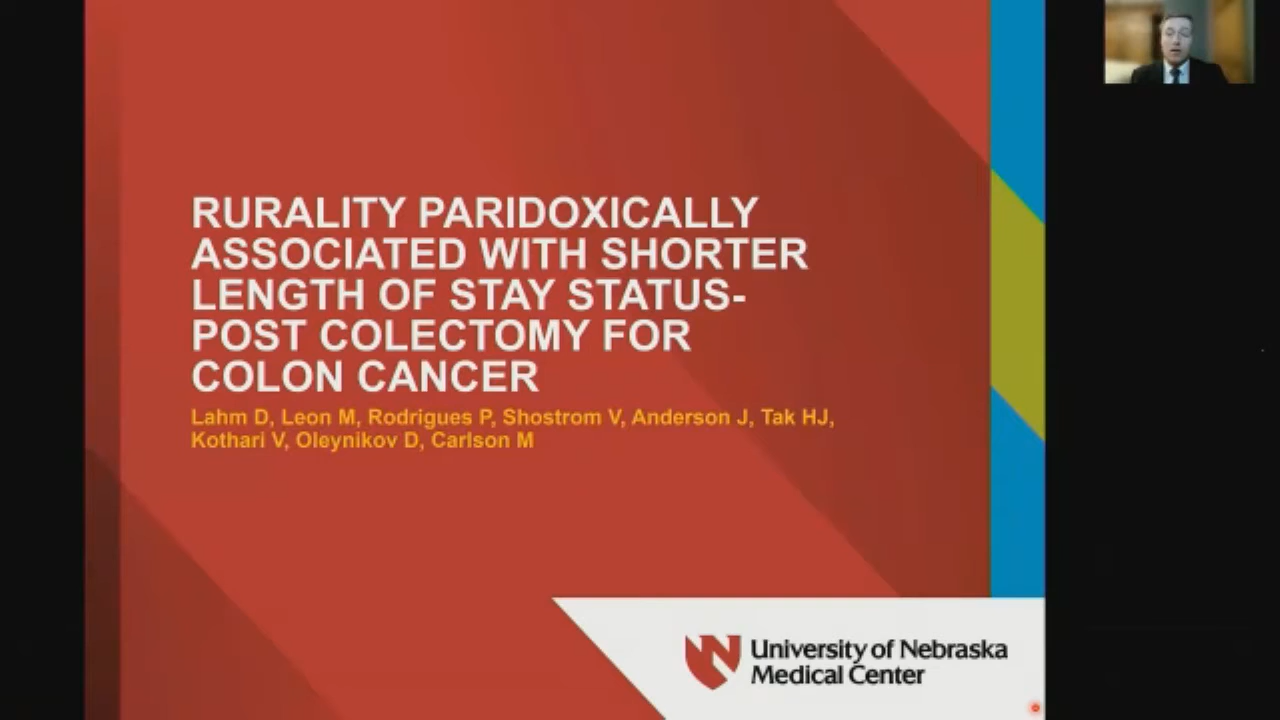 RURALITY PARIDOXICALLY
ASSOCIATED WITH SHORTER
LENGTH OF STAY STATUS-
POST COLECTOMY FOR
COLON CANCER
Lahm D, Leon M, Rodrigues P, Shostrom V, Anderson J, Tak HJ,
Kothari V, Oleynikov D, Carlson M
University of Nebraska
Medical Center